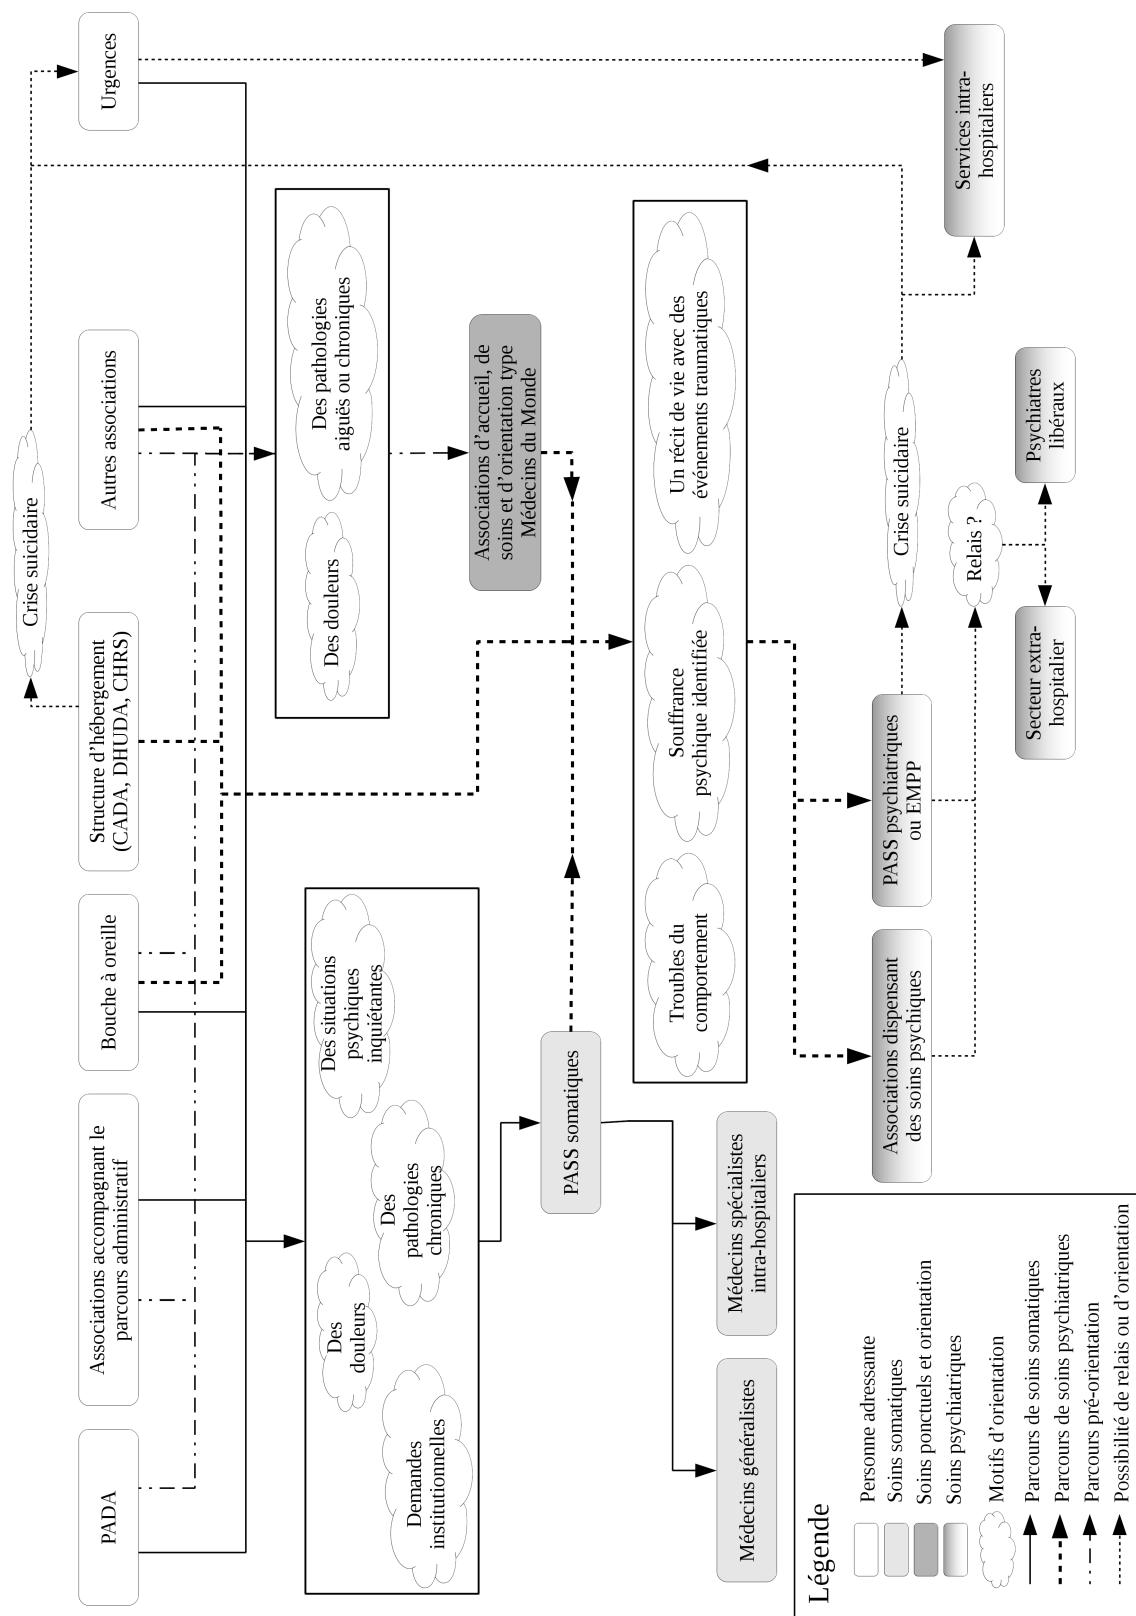 PADA
Associations accompagnant le
parcours administratif
Bouche à oreille
Structure d’hébergement
(CADA, DHUDA, CHRS)
Crise suicidaire
Autres associations
Urgences
Demandes
institutionnelles
Des
douleurs
Des
pathologies
chroniques
Des situations
psychiques
inquiétantes
Des douleurs
Des pathologies
aiguës ou chroniques
Associations d’accueil, de
soins et d’orientation type
Médecins du Monde
PASS somatiques
Médecins généralistes
Médecins spécialistes
intra-hospitaliers
Troubles du
comportement
Souffrance
psychique identifiée
Un récit de vie avec des
événements traumatiques
Associations dispensant
des soins psychiques
PASS psychiatriques
ou EMPP
Crise suicidaire
Relais ?
Services intra-
hospitaliers
Secteur extra-
hospitalier
Psychiatres
libéraux
Légende
Personne adressante
Soins somatiques
Soins ponctuels et orientation
Soins psychiatriques
Motifs d’orientation
Parcours de soins somatiques
Parcours de soins psychiatriques
Parcours pré-orientation
Possibilité de relais ou d’orientation